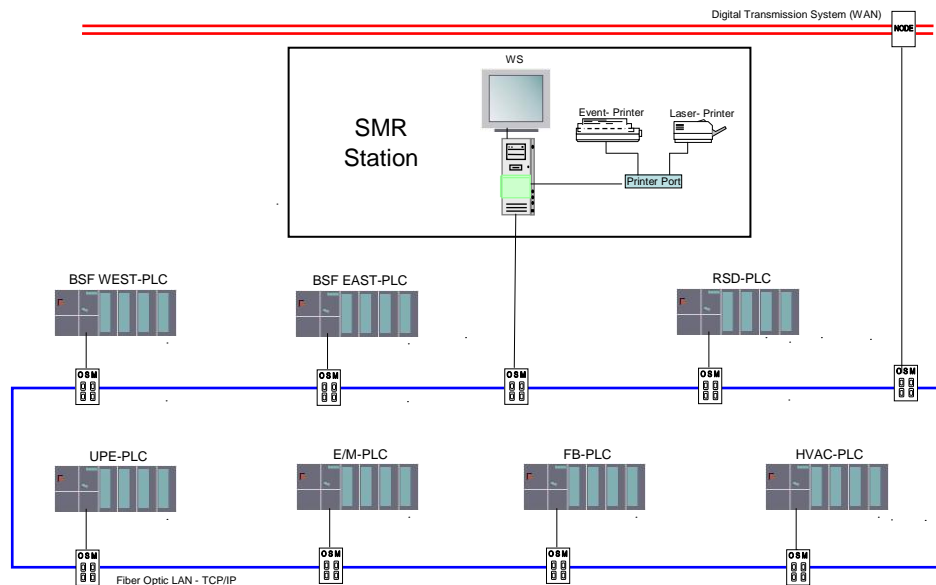 Digital Transmission System (WAN)
NODE
WS
SMR
Station
Event- Printer
Laser- Printer
Printer Port
BSF WEST-PLC
BSF EAST-PLC
RSD-PLC
OSM
OSM
OSM
OSM
OSM
UPE-PLC
E/M-PLC
FB-PLC
HVAC-PLC
OSM
OSM
OSM
OSM
Fiber Optic LAN - TCP/IP